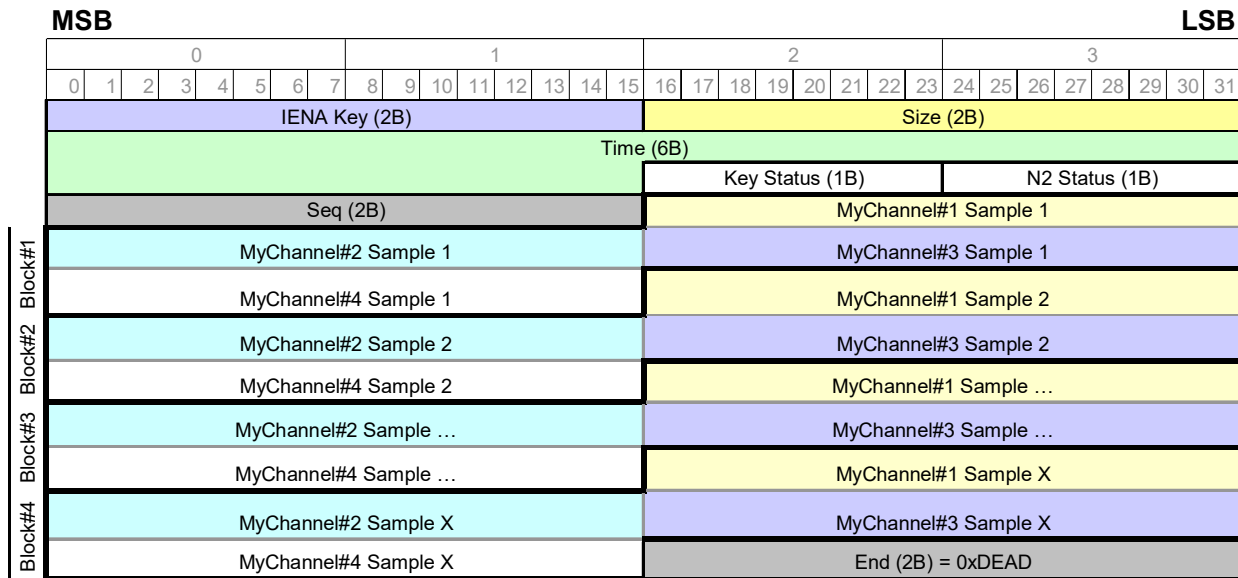 MSB LSB
0 1 2 3
0 1 2 3 4 5 6 7 8 9 10 11 12 13 14 15 16 17 18 19 20 21 22 23 24 25 26 27 28 29 30 31
IENA Key (2B) Size (2B)
Time (6B)
Key Status (1B) N2 Status (1B)
Seq (2B) MyChannel#1 Sample 1
Block#1
MyChannel#2 Sample 1 MyChannel#3 Sample 1
MyChannel#4 Sample 1 MyChannel#1 Sample 2
Block#2
MyChannel#2 Sample 2 MyChannel#3 Sample 2
MyChannel#4 Sample 2 MyChannel#1 Sample …
Block#3
MyChannel#2 Sample … MyChannel#3 Sample …
MyChannel#4 Sample … MyChannel#1 Sample X
Block#4
MyChannel#2 Sample X MyChannel#3 Sample X
MyChannel#4 Sample X End (2B) = 0xDEAD